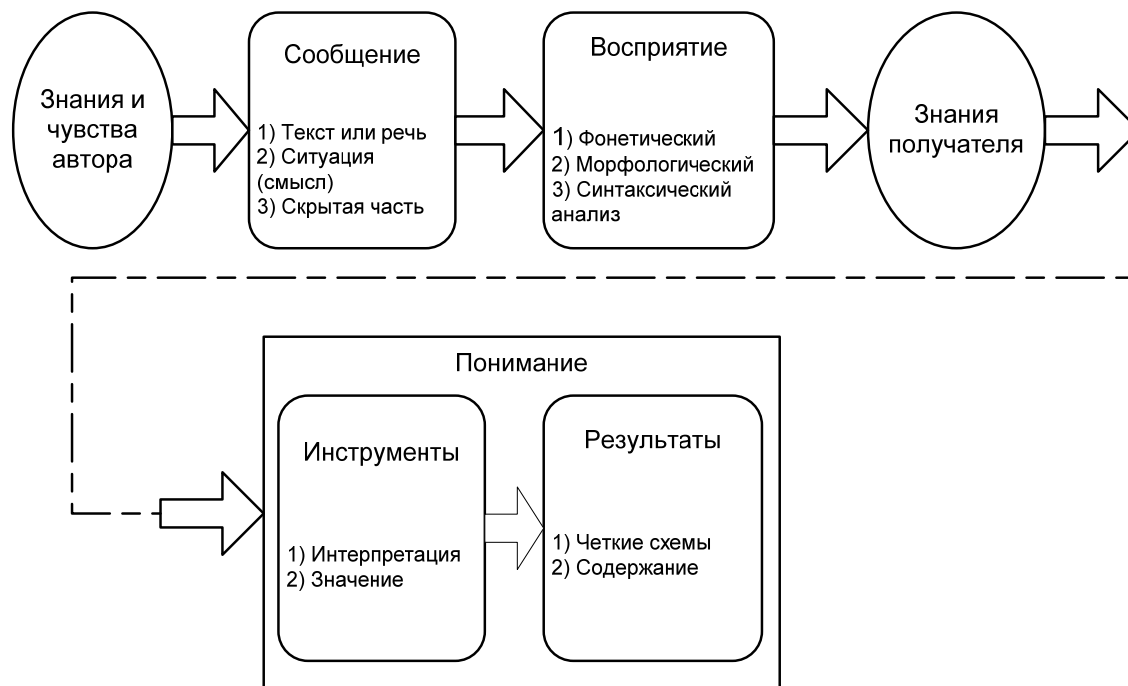 Знания и
чувства
автора
Сообщение
1) Текст или речь
2) Ситуация
(смысл)
3) Скрытая часть
Восприятие
1) Фонетический
2) Морфологический
3) Синтаксический
анализ
Знания
получателя
Понимание
Инструменты
1) Интерпретация
2) Значение
Результаты
1) Четкие схемы
2) Содержание